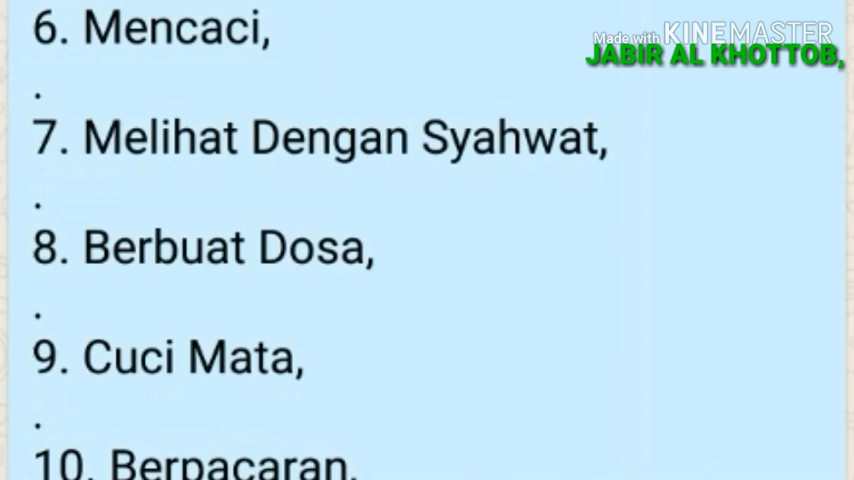 6. Mencaci,
Made with KINEMASTER
JABIR AL KHOTTOB,
.
7. Melihat Dengan Syahwat,
.
8. Berbuat Dosa,
.
9. Cuci Mata,
.
10. Berpacaran,